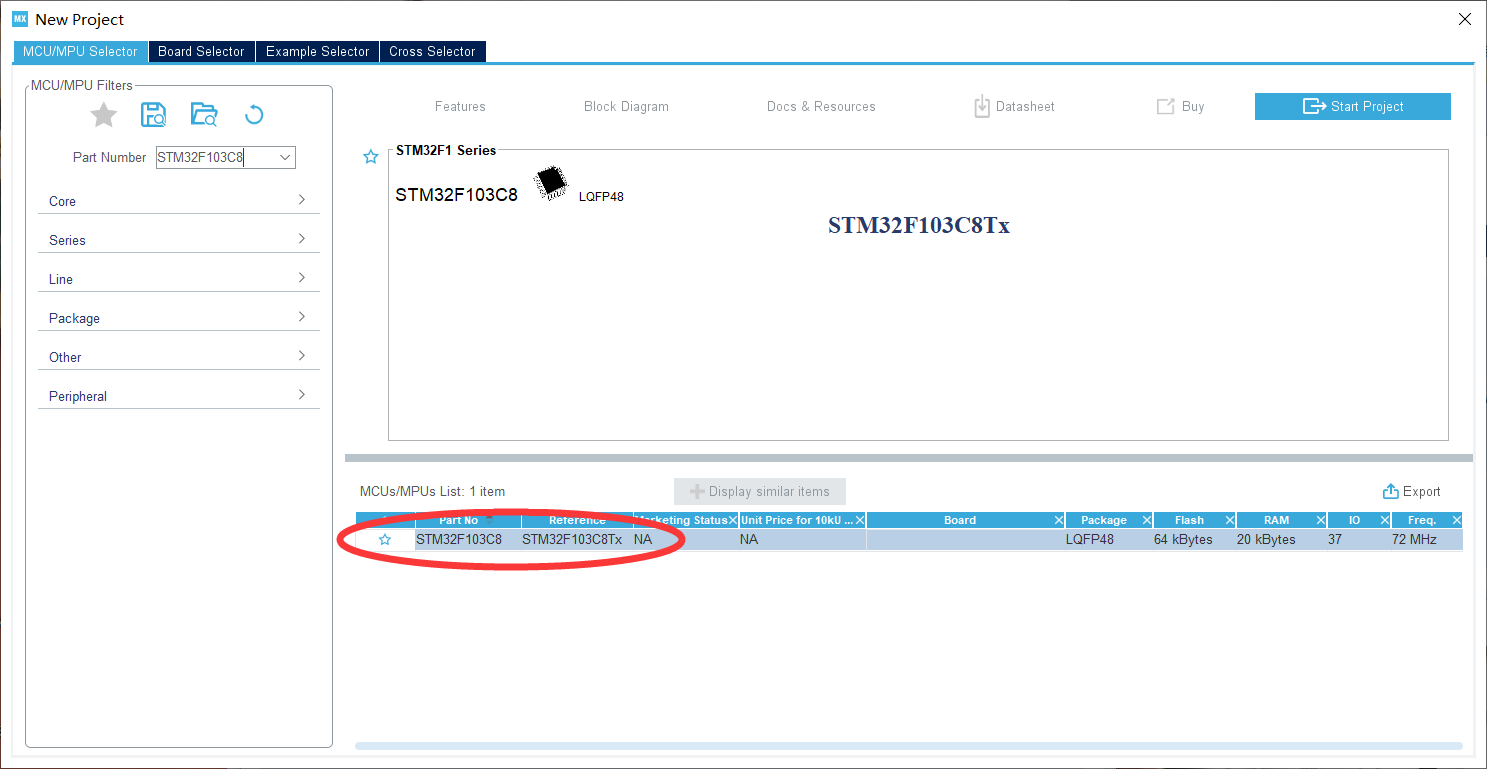 MX New Project
MCU/MPU Selector Board Selector Example Selector Cross Selector
MCU/MPU Filters
Part Number STM32F103C8
Core
Series
Line
Package
Other
Peripheral
Features Block Diagram Docs & Resources Datasheet Buy Start Project
STM32F1 Series
STM32F103C8 LQFP48
STM32F103C8Tx
MCUs/MPUs List: 1 item Display similar items Export
Part No Reference Marketing Status Unit Price for 10kU ... Board Package Flash RAM IO Freq.
STM32F103C8 STM32F103C8Tx NA NA LQFP48 64 kBytes 20 kBytes 37 72 MHz